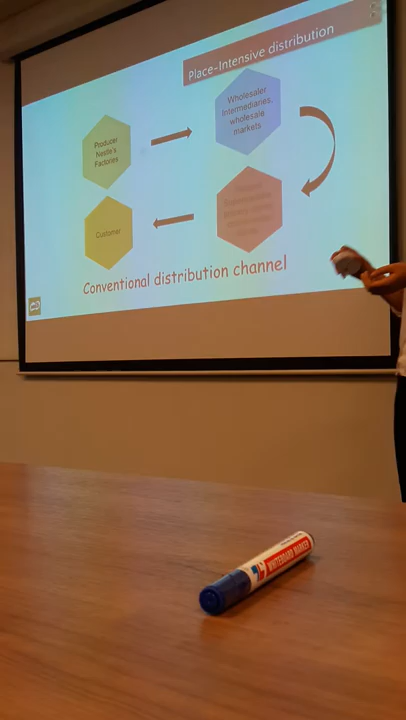 Place-Intensive distribution
Producer
Nestle's
Factories
Wholesaler
Intermediaries,
wholesale
markets
Customer
Conventional distribution channel
WHITEBOARD MARKER